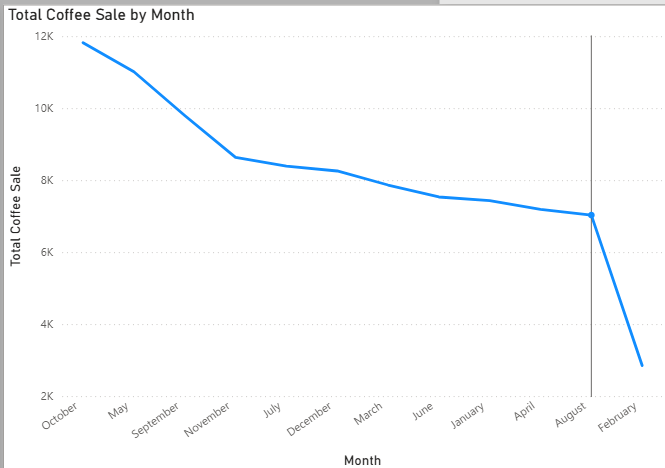 Total Coffee Sale by Month
12K
10K
8K
6K
4K
2K
Total Coffee Sale
October
May
September
November
July
December
March
June
January
April
August
February
Month